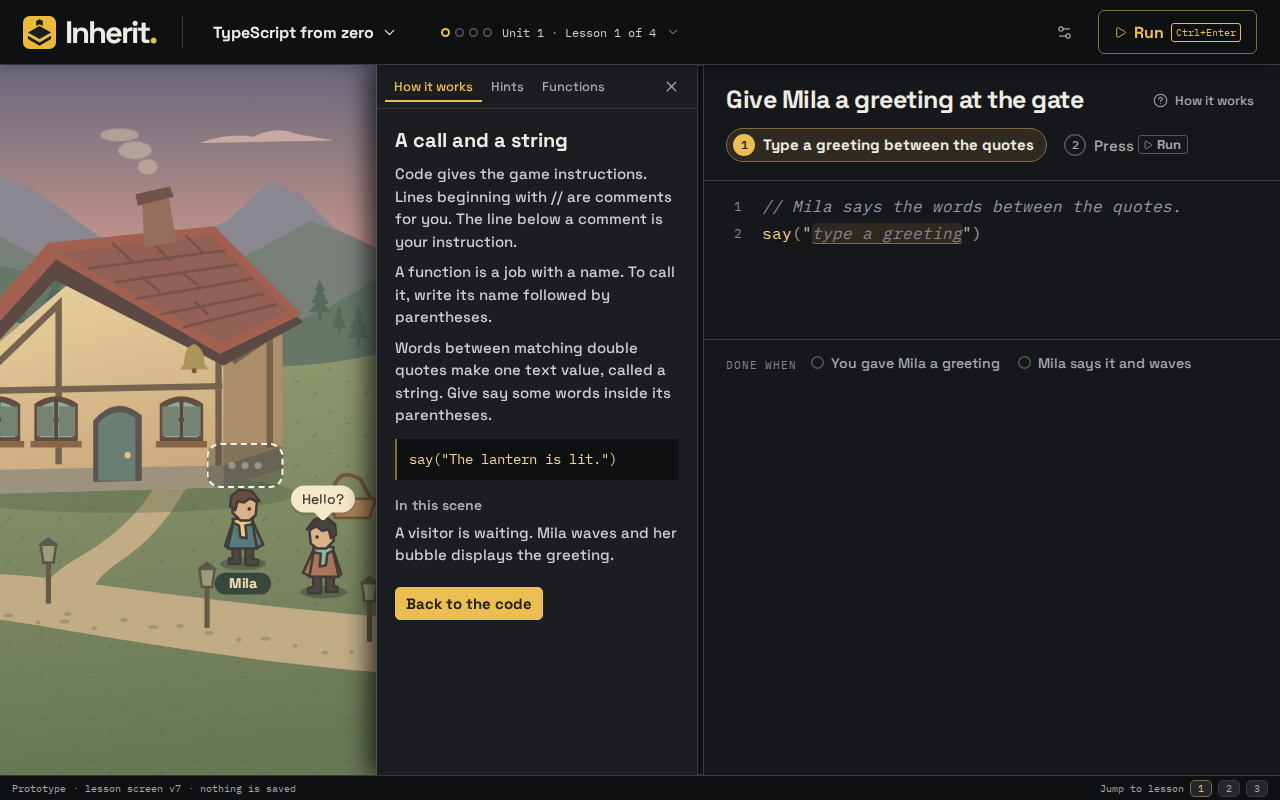 Inherit.
TypeScript from zero
Unit 1 · Lesson 1 of 4
Run Ctrl+Enter
How it works
Hints
Functions
A call and a string
Code gives the game instructions.
Lines beginning with // are comments
for you. The line below a comment is
your instruction.
A function is a job with a name. To call
it, write its name followed by
parentheses.
Words between matching double
quotes make one text value, called a
string. Give say some words inside its
parentheses.
say("The lantern is lit.")
In this scene
A visitor is waiting. Mila waves and her
bubble displays the greeting.
Back to the code
Hello?
Mila
Give Mila a greeting at the gate
How it works
1 Type a greeting between the quotes
2 Press Run
1 // Mila says the words between the quotes.
2 say("type a greeting")
DONE WHEN
You gave Mila a greeting
Mila says it and waves
Prototype · lesson screen v7 · nothing is saved
Jump to lesson 1 2 3